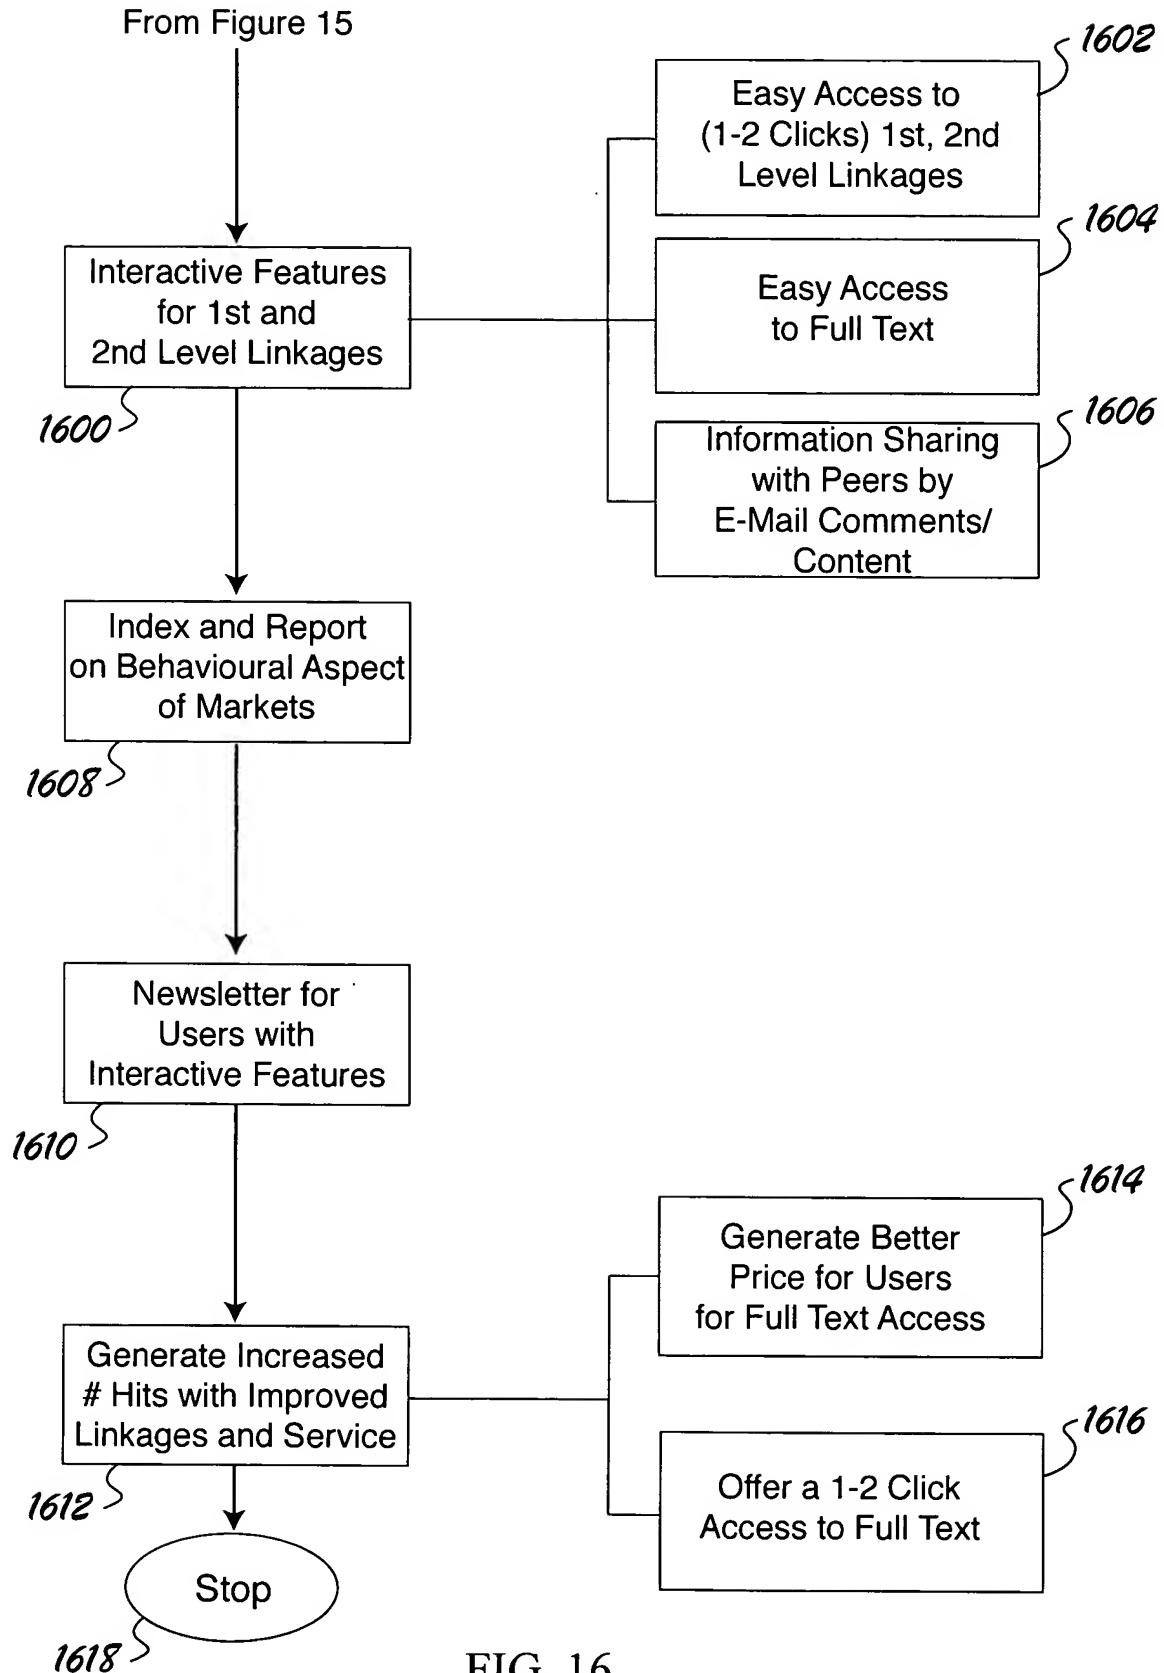 From Figure 15
1602
Easy Access to
(1-2 Clicks) 1st, 2nd
Level Linkages
1604
Interactive Features
for 1st and
2nd Level Linkages
1600
Easy Access
to Full Text
1606
Information Sharing
with Peers by
E-Mail Comments/
Content
Index and Report
on Behavioural Aspect
of Markets
1608
Newsletter for
Users with
Interactive Features
1610
1614
Generate Better
Price for Users
for Full Text Access
Generate Increased
# Hits with Improved
Linkages and Service
1612
1616
Offer a 1-2 Click
Access to Full Text
Stop
1618
FIG. 16